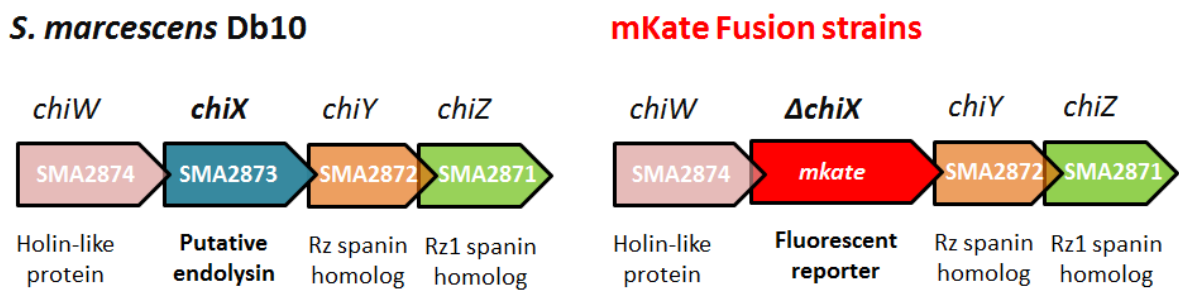 S. marcescens Db10
mKate Fusion strains
chiW chiX chiY chiZ
chiW ΔchiX chiY chiZ
SMA2874 SMA2873 SMA2872 SMA2871
SMA2874 mkate SMA2872 SMA2871
Holin-like
protein
Putative
endolysin
Rz spanin
homolog
Rz1 spanin
homolog
Holin-like
protein
Fluorescent
reporter
Rz spanin
homolog
Rz1 spanin
homolog